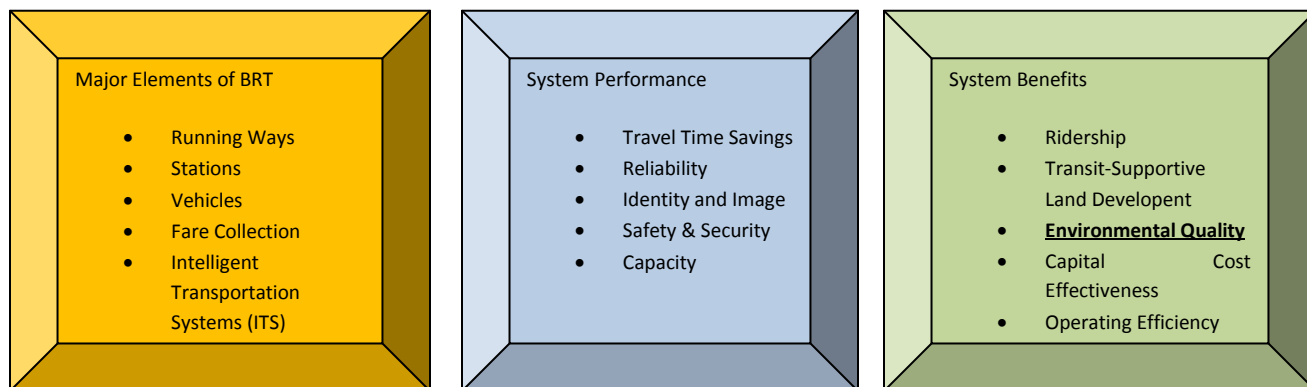 Major Elements of BRT
• Running Ways
• Stations
• Vehicles
• Fare Collection
• Intelligent
Transportation
Systems (ITS)
System Performance
• Travel Time Savings
• Reliability
• Identity and Image
• Safety & Security
• Capacity
System Benefits
• Ridership
• Transit-Supportive
Land Developent
• Environmental Quality
• Capital Cost
Effectiveness
• Operating Efficiency